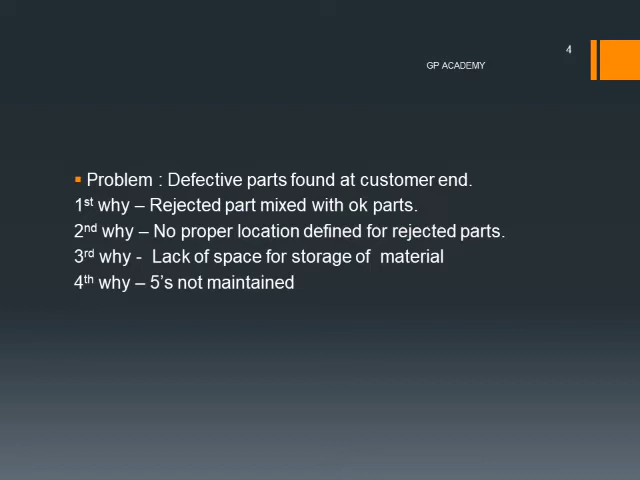 4
GP ACADEMY
▪ Problem : Defective parts found at customer end.
1st why – Rejected part mixed with ok parts.
2nd why – No proper location defined for rejected parts.
3rd why - Lack of space for storage of material
4th why – 5’s not maintained